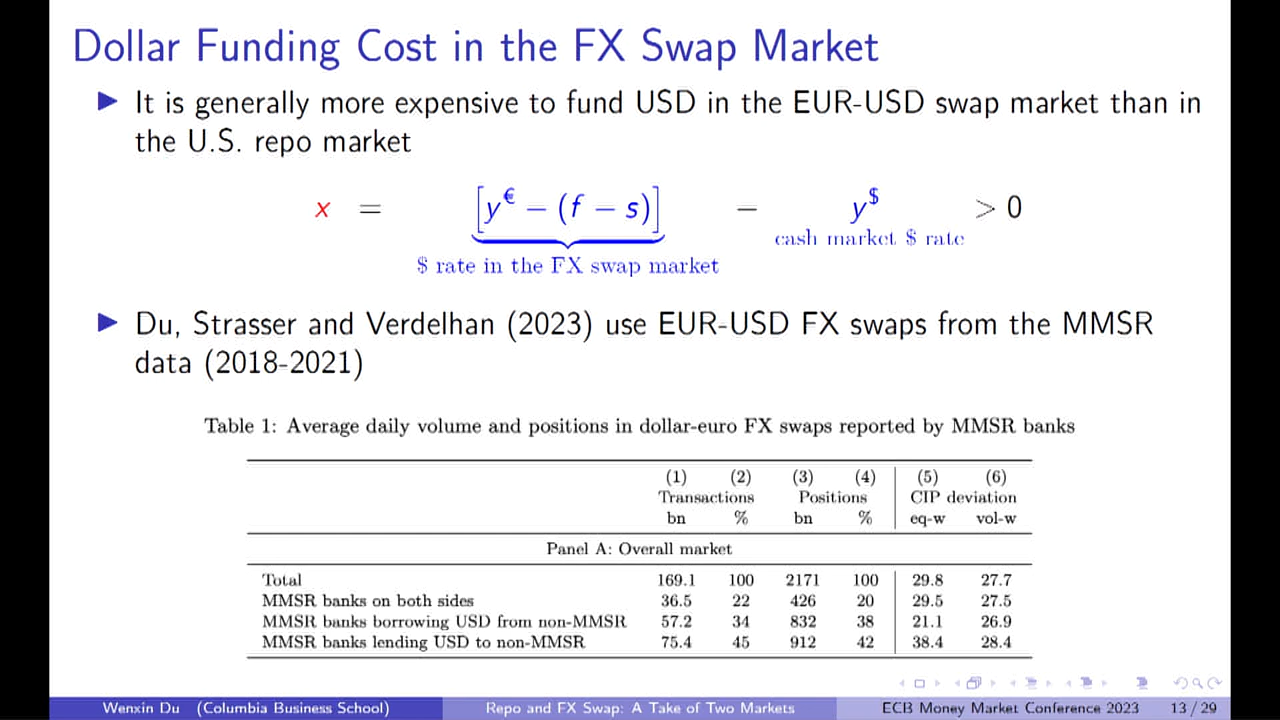 Dollar Funding Cost in the FX Swap Market
It is generally more expensive to fund USD in the EUR-USD swap market than in
the U.S. repo market
x = [y€ − (f − s)] − y$ > 0
$ rate in the FX swap market
cash market $ rate
Du, Strasser and Verdelhan (2023) use EUR-USD FX swaps from the MMSR
data (2018-2021)
Table 1: Average daily volume and positions in dollar-euro FX swaps reported by MMSR banks
(1) (2) (3) (4) (5) (6)
Transactions Positions CIP deviation
bn % bn % eq-w vol-w
Panel A: Overall market
Total 169.1 100 2171 100 29.8 27.7
MMSR banks on both sides 36.5 22 426 20 29.5 27.5
MMSR banks borrowing USD from non-MMSR 57.2 34 832 38 21.1 26.9
MMSR banks lending USD to non-MMSR 75.4 45 912 42 38.4 28.4
Wenxin Du (Columbia Business School) Repo and FX Swap: A Take of Two Markets ECB Money Market Conference 2023 13 / 29